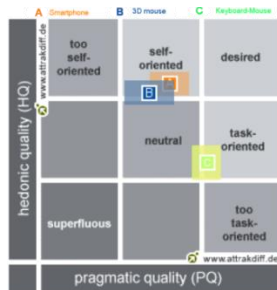 A Smartphone B 3D mouse C Keyboard-Mouse
www.attrakdiff.de
hedonic quality (HQ)
too
self-
oriented
self-
oriented
desired
A
B
neutral
task-
oriented
C
superfluous
too
task-
oriented
www.attrakdiff.de
pragmatic quality (PQ)